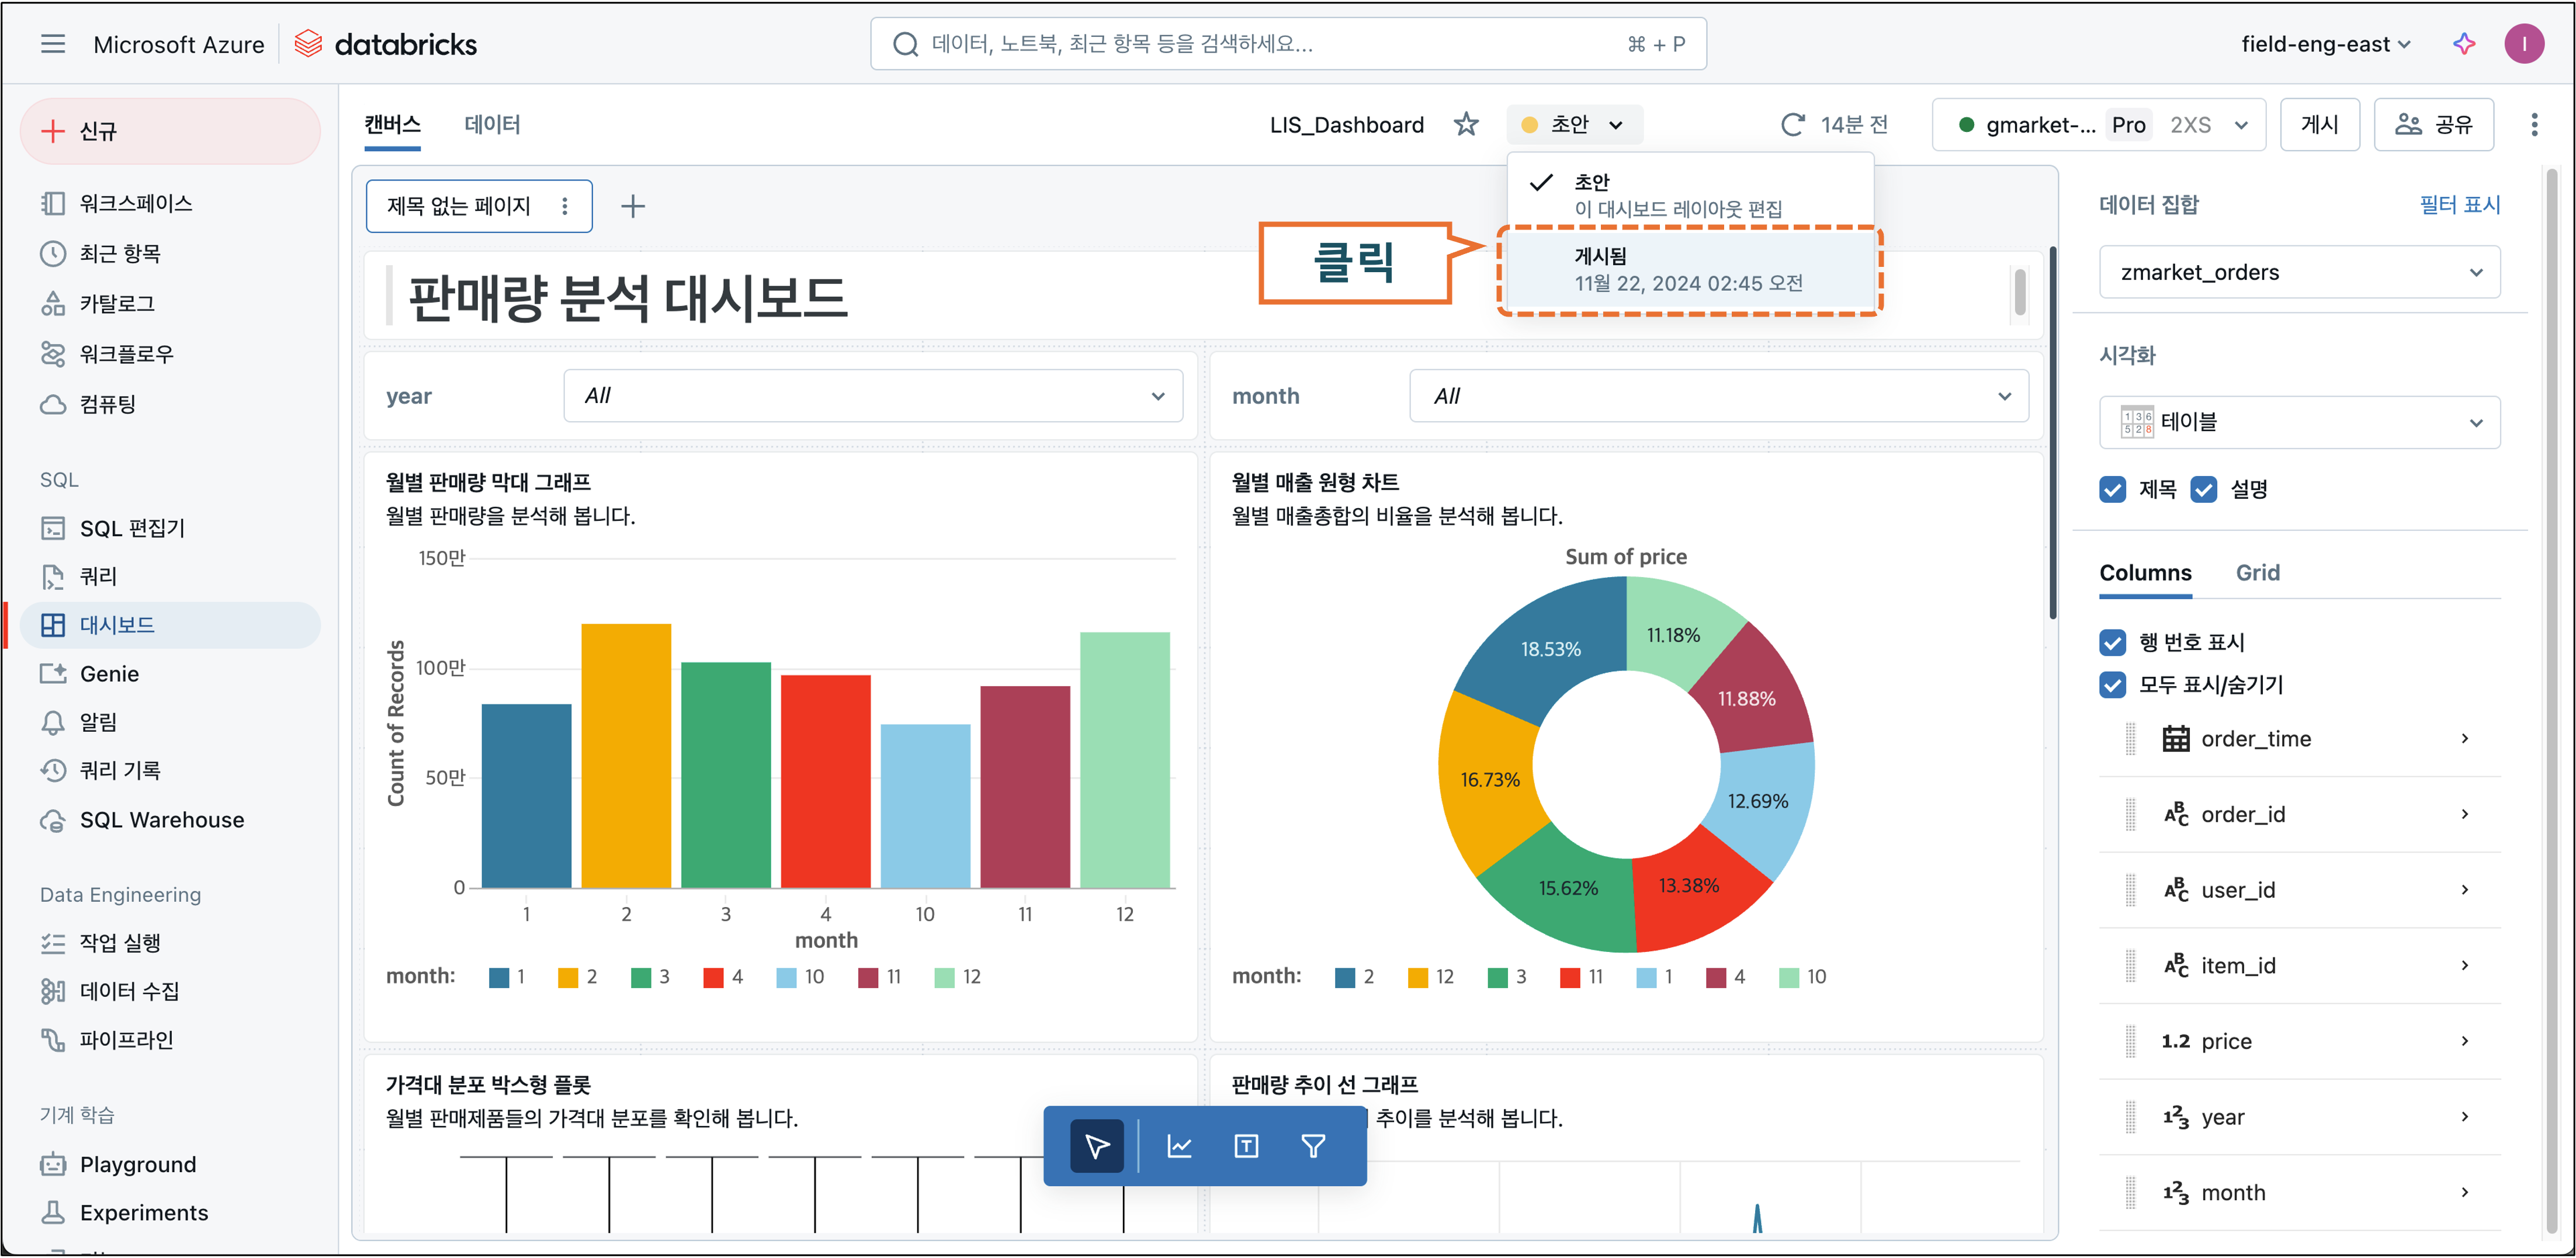 Microsoft Azure
databricks
데이터, 노트북, 최근 항목 등을 검색하세요...
⌘ + P
field-eng-east
I
신규
워크스페이스
최근 항목
카탈로그
워크플로우
컴퓨팅
SQL
SQL 편집기
쿼리
대시보드
Genie
알림
쿼리 기록
SQL Warehouse
Data Engineering
작업 실행
데이터 수집
파이프라인
기계 학습
Playground
Experiments
캔버스
데이터
LIS_Dashboard
초안
14분 전
gmarket-... Pro 2XS
게시
공유
초안
이 대시보드 레이아웃 편집
게시됨
11월 22, 2024 02:45 오전
클릭
제목 없는 페이지
판매량 분석 대시보드
year
All
month
All
월별 판매량 막대 그래프
월별 판매량을 분석해 봅니다.
150만
100만
50만
0
Count of Records
1 2 3 4 10 11 12
month
month: 1 2 3 4 10 11 12
월별 매출 원형 차트
월별 매출총합의 비율을 분석해 봅니다.
Sum of price
18.53%
11.18%
11.88%
16.73%
12.69%
15.62%
13.38%
month: 2 12 3 11 1 4 10
가격대 분포 박스형 플롯
월별 판매제품들의 가격대 분포를 확인해 봅니다.
판매량 추이 선 그래프
추이를 분석해 봅니다.
데이터 집합
필터 표시
zmarket_orders
시각화
테이블
제목
설명
Columns
Grid
행 번호 표시
모두 표시/숨기기
order_time
order_id
user_id
item_id
1.2 price
123 year
123 month